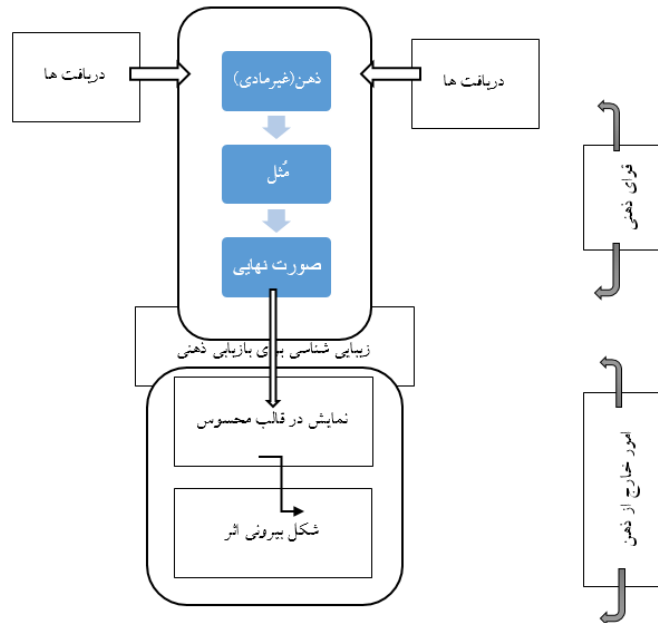 دریافت ها
ذهن(غیرمادی)
دریافت ها
مُثل
صورت نهایی
قوای ذهنی
زیبایی شناسی برای بازیابی ذهنی
نمایش در قالب محسوس
شکل بیرونی اثر
امور خارج از ذهن